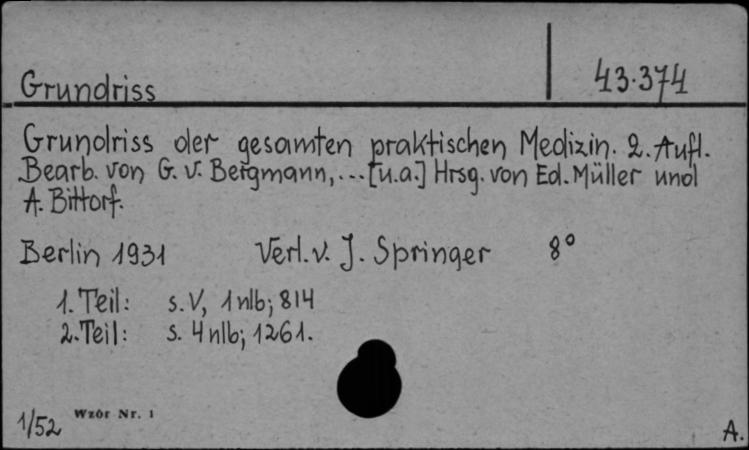 Grundriss 43.374
Grundriss der gesamten praktischen Medizin. 2. Aufl.
Bearb. von G. v. Bergmann,... [u.a.] Hrsg. von Ed. Müller und
A. Bittorf.
Berlin 1931 Verl. v. J. Springer 8°
1. Teil: s. V, 1 nlb; 814
2. Teil: s. 4 nlb; 1261.
1/52 Wzór Nr. 1 A.